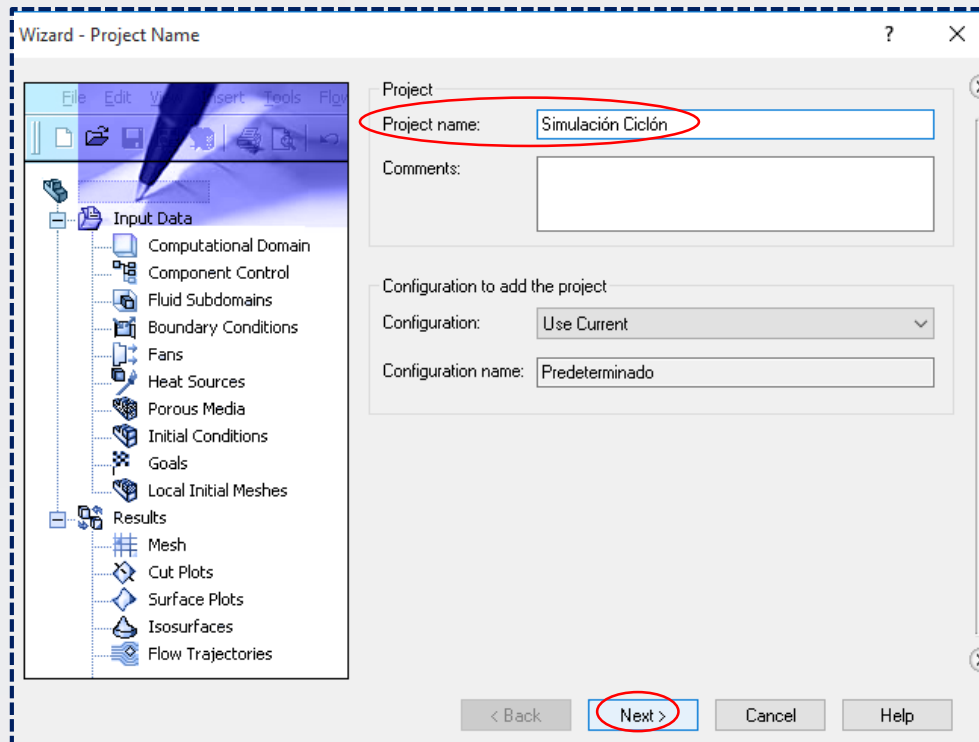 Wizard - Project Name
?
File Edit View Insert Tools Flow
Input Data
Computational Domain
Component Control
Fluid Subdomains
Boundary Conditions
Fans
Heat Sources
Porous Media
Initial Conditions
Goals
Local Initial Meshes
Results
Mesh
Cut Plots
Surface Plots
Isosurfaces
Flow Trajectories
Project
Project name: Simulación Ciclón
Comments:
Configuration to add the project
Configuration: Use Current
Configuration name: Predeterminado
< Back Next > Cancel Help